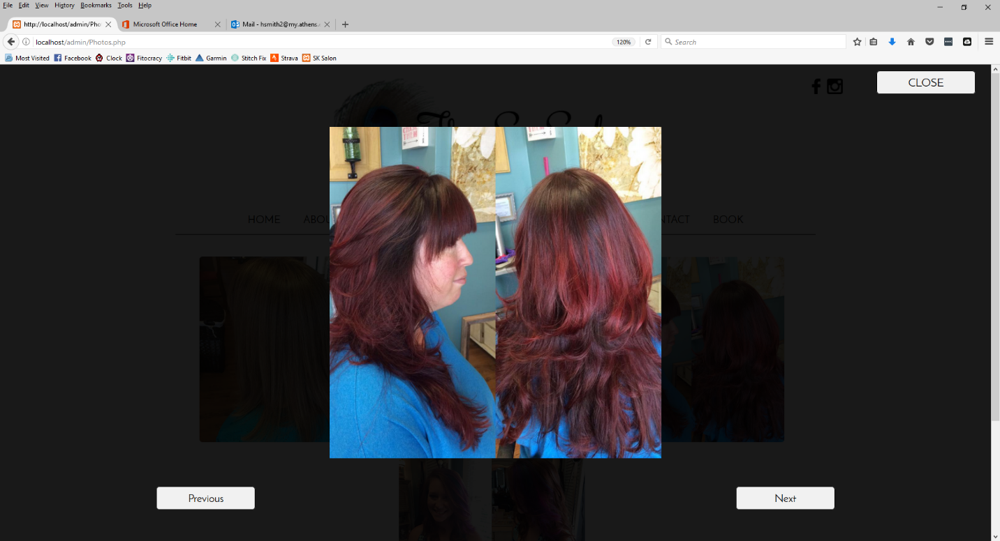 File Edit View History Bookmarks Tools Help
http://localhost/admin/Pho
Microsoft Office Home
Mail - hsmith2@my.athens.
localhost/admin/Photos.php
120%
Search
Most Visited Facebook Clock Fitocracy Fitbit Garmin Stitch Fix Strava SK Salon
CLOSE
HOME ABOU NTACT BOOK
Previous Next